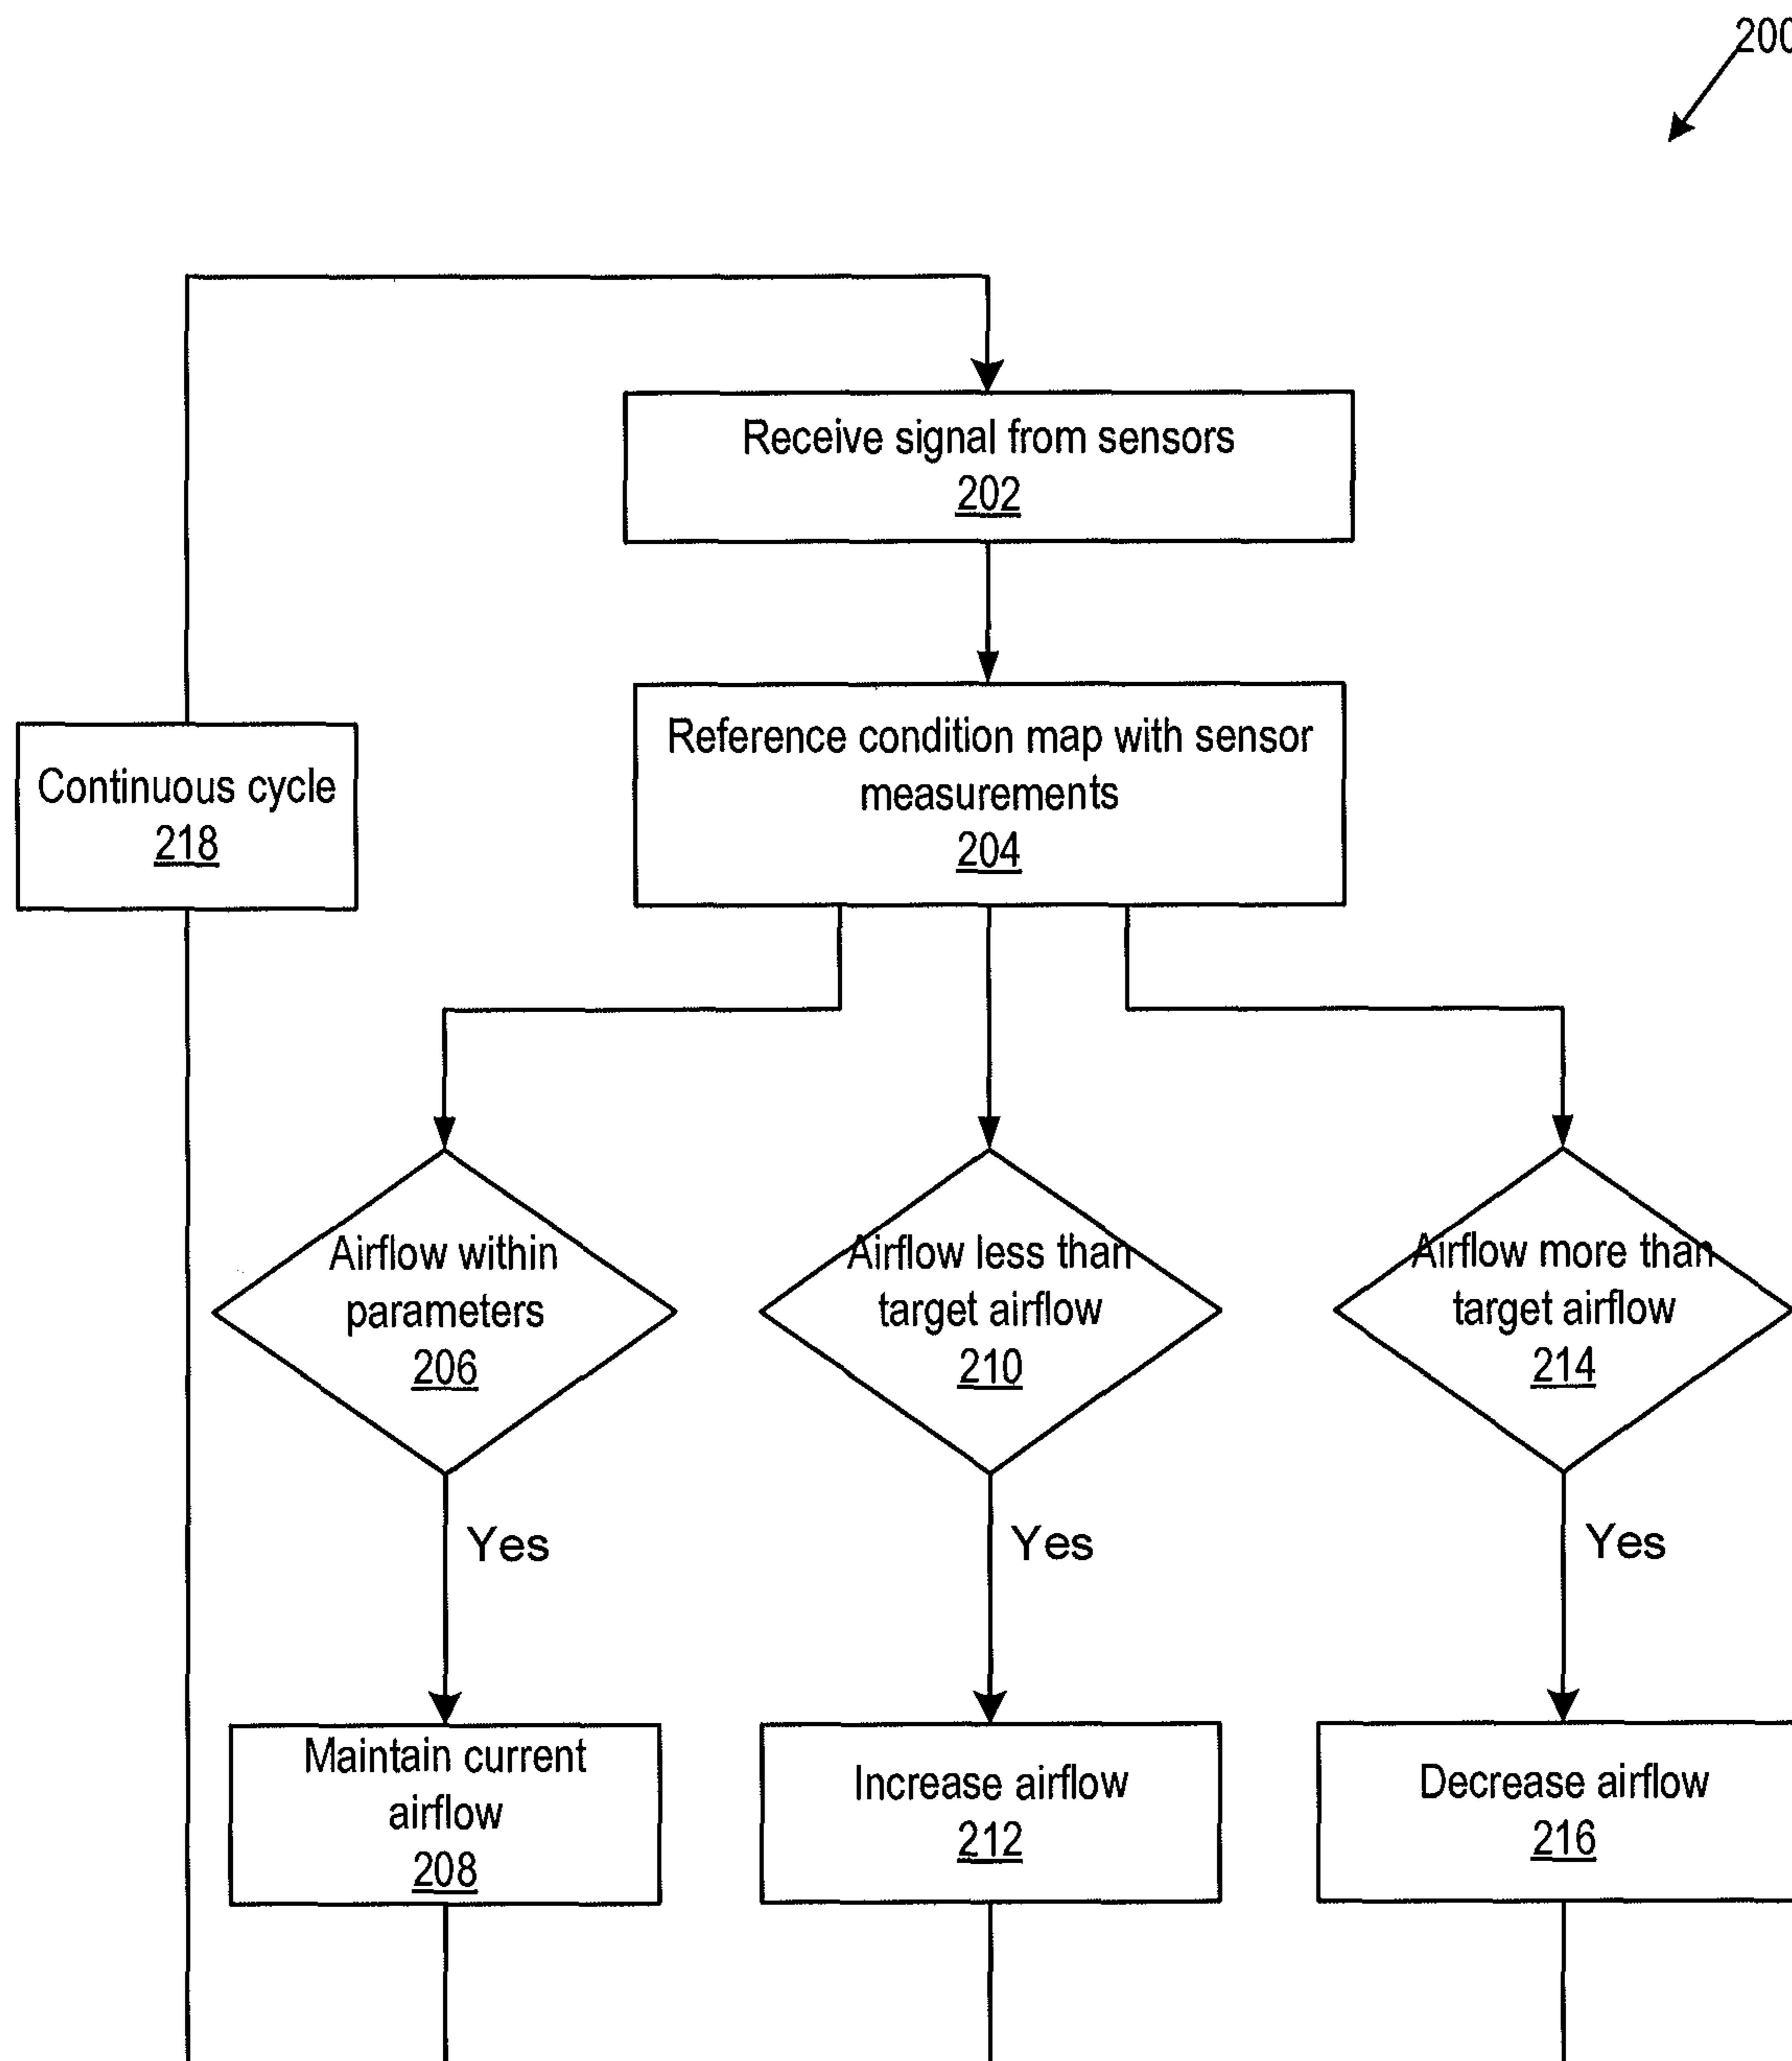 200
Receive signal from sensors
202
Reference condition map with sensor
measurements
204
Continuous cycle
218
Airflow within
parameters
206
Airflow less than
target airflow
210
Airflow more than
target airflow
214
Yes
Yes
Yes
Maintain current
airflow
208
Increase airflow
212
Decrease airflow
216